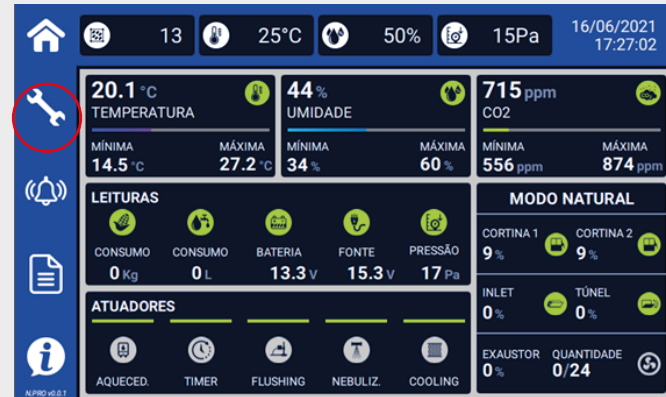 13 25°C 50% 15Pa 16/06/2021
17:27:02
20.1 °C
TEMPERATURA
MÍNIMA MÁXIMA
14.5 °C 27.2 °C
44 %
UMIDADE
MÍNIMA MÁXIMA
34 % 60 %
715 ppm
CO2
MÍNIMA MÁXIMA
556 ppm 874 ppm
LEITURAS
CONSUMO CONSUMO BATERIA FONTE PRESSÃO
0 Kg 0 L 13.3 V 15.3 V 17 Pa
MODO NATURAL
CORTINA 1 CORTINA 2
9 % 9 %
INLET TÚNEL
0 % 0 %
EXAUSTOR QUANTIDADE
0 % 0/24
ATUADORES
AQUECED. TIMER FLUSHING NEBULIZ. COOLING
N.PRO v0.0.1